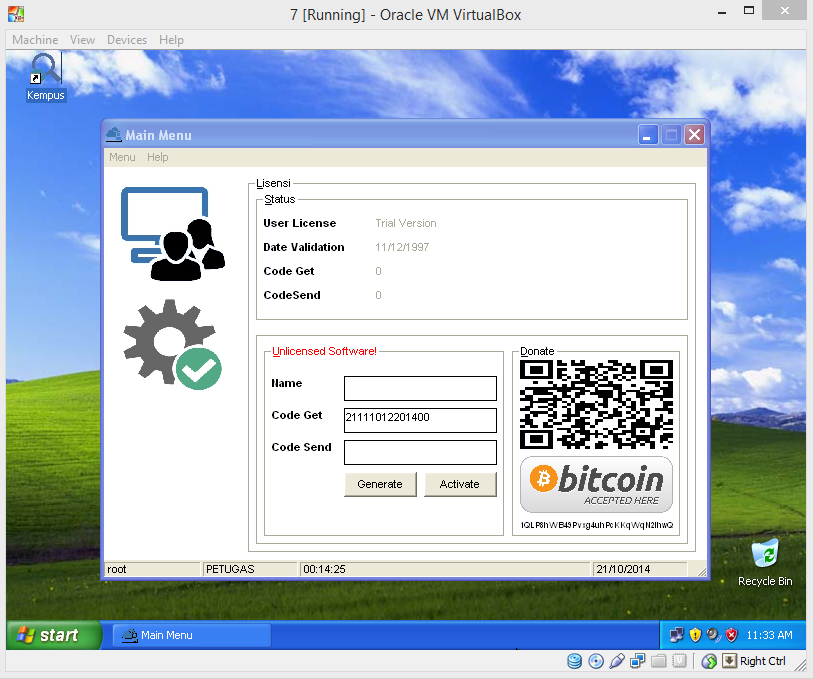 7 [Running] - Oracle VM VirtualBox
Machine View Devices Help
Kempus
Main Menu
Menu Help
Lisensi
Status
User License Trial Version
Date Validation 11/12/1997
Code Get 0
CodeSend 0
Unlicensed Software!
Name
Code Get 21111012201400
Code Send
Generate Activate
Donate
bitcoin
ACCEPTED HERE
root PETUGAS 00:14:25 21/10/2014
Recycle Bin
start Main Menu 11:33 AM
Right Ctrl